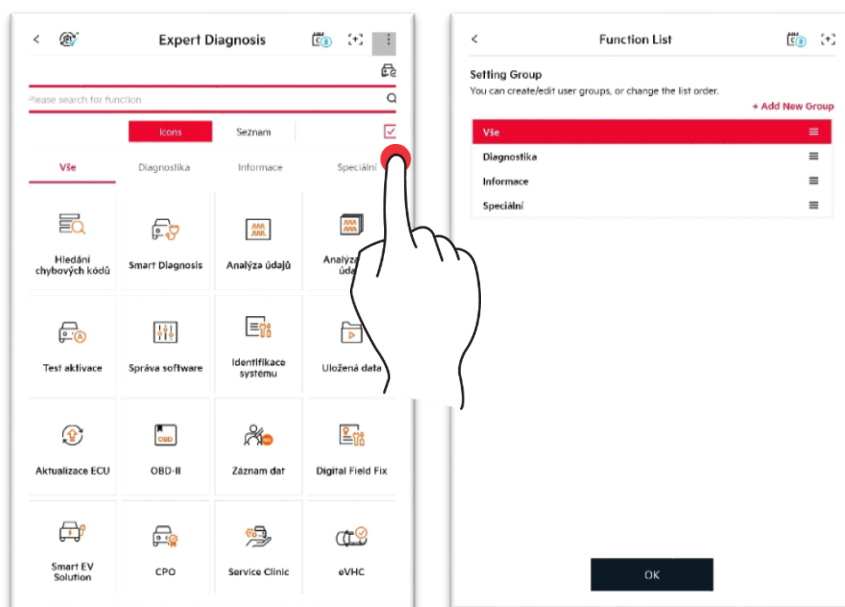 Expert Diagnosis
Please search for function
Icons
Seznam
Vše
Diagnostika
Informace
Speciální
Hledání
chybových kódů
Smart Diagnosis
Analýza údajů
Test aktivace
Správa software
Identifikace
systému
Uložená data
Aktualizace ECU
OBD
OBD-II
Záznam dat
Digital Field Fix
Smart EV
Solution
CPO
Service Clinic
eVHC
Function List
Setting Group
You can create/edit user groups, or change the list order.
+ Add New Group
Vše
Diagnostika
Informace
Speciální
OK